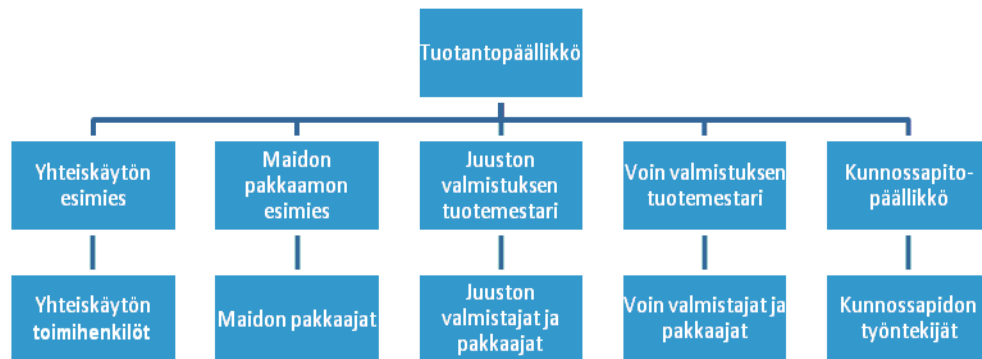 Tuotantopäällikkö
Yhteiskäytön
esimies
Maidon
pakkaamon
esimies
Juuston
valmistuksen
tuotemestari
Voin valmistuksen
tuotemestari
Kunnossapito-
päällikkö
Yhteiskäytön
toimihenkilöt
Maidon pakkaajat
Juuston
valmistajat ja
pakkaajat
Voin valmistajat ja
pakkaajat
Kunnossapidon
työntekijät